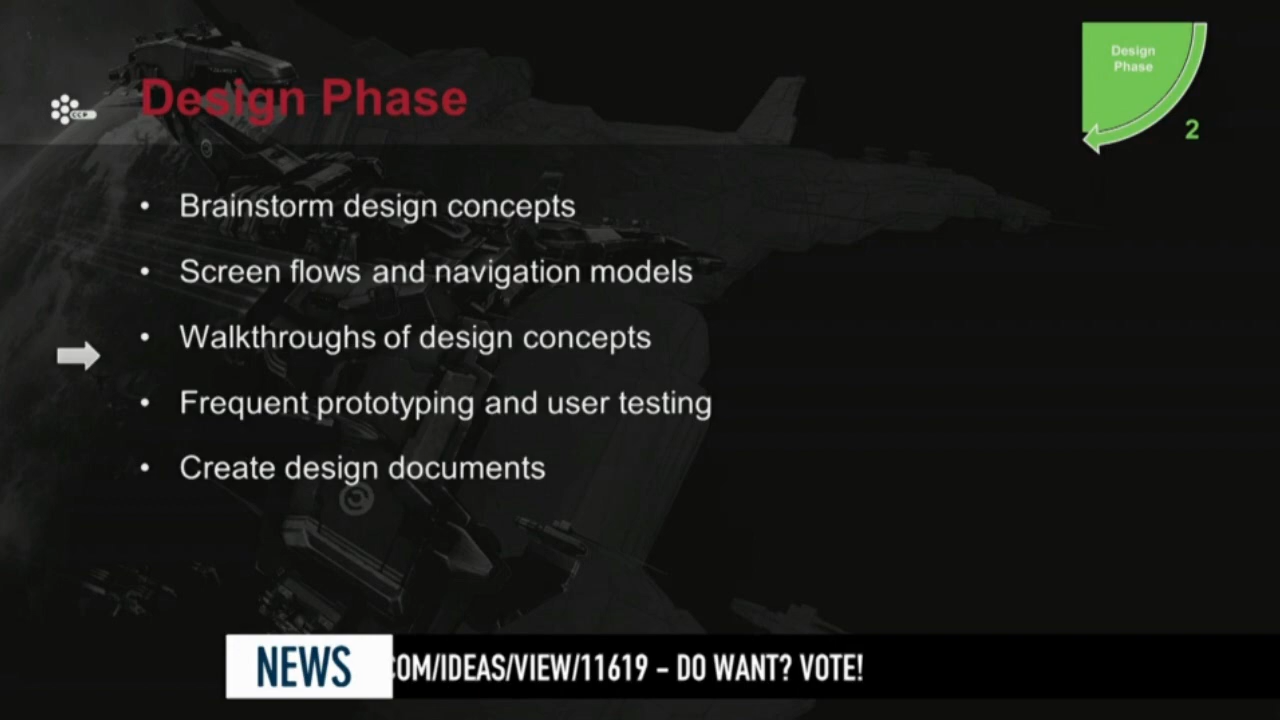 Design Phase
Design
Phase
2
CCP
• Brainstorm design concepts
• Screen flows and navigation models
• Walkthroughs of design concepts
• Frequent prototyping and user testing
• Create design documents
NEWS COM/IDEAS/VIEW/11619 – DO WANT? VOTE!